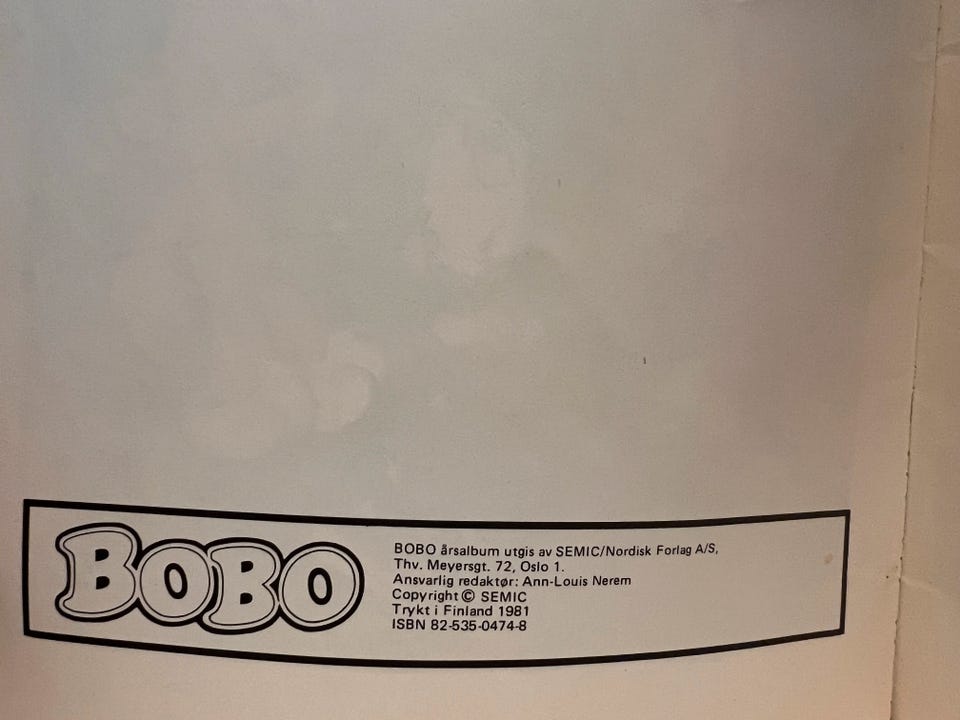 BOBO
BOBO årsalbum utgis av SEMIC/Nordisk Forlag A/S,
Thv. Meyersgt. 72, Oslo 1.
Ansvarlig redaktør: Ann-Louis Nerem
Copyright © SEMIC
Trykt i Finland 1981
ISBN 82-535-0474-8